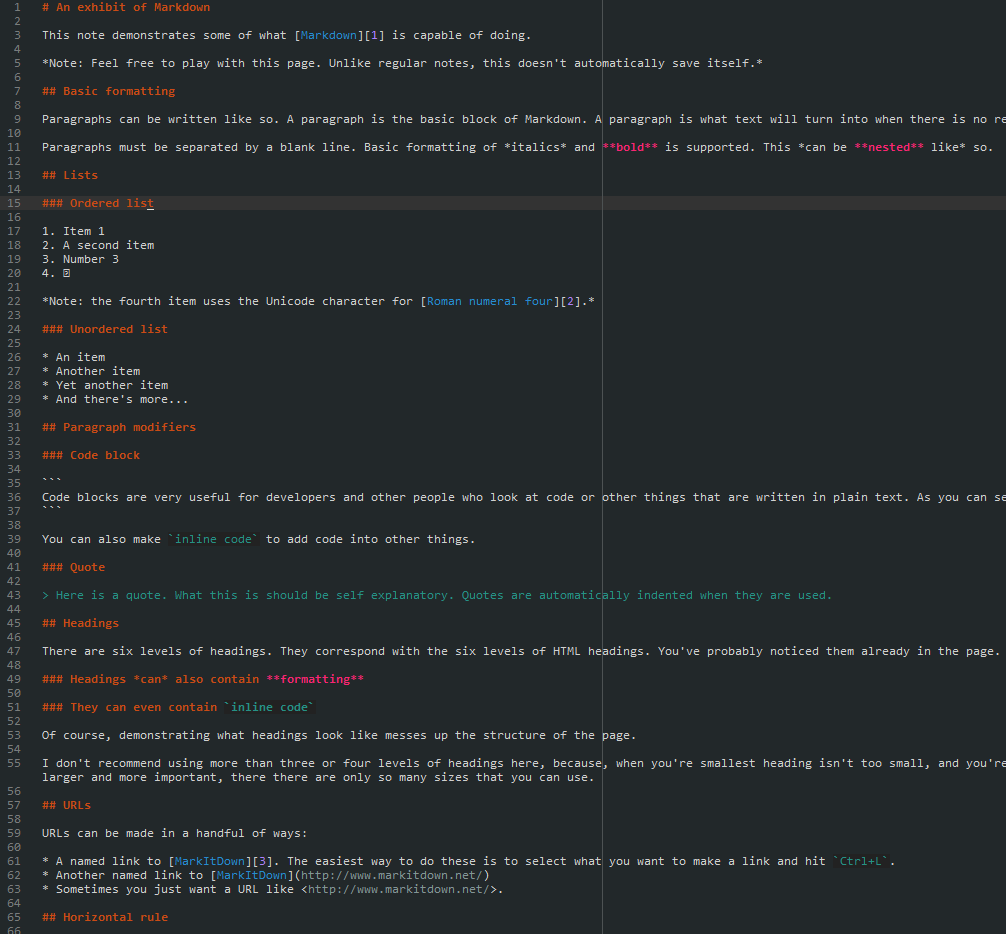 1 # An exhibit of Markdown
2
3 This note demonstrates some of what [Markdown][1] is capable of doing.
4
5 *Note: Feel free to play with this page. Unlike regular notes, this doesn't automatically save itself.*
6
7 ## Basic formatting
8
9 Paragraphs can be written like so. A paragraph is the basic block of Markdown. A paragraph is what text will turn into when there is no
10
11 Paragraphs must be separated by a blank line. Basic formatting of *italics* and **bold** is supported. This *can be **nested** like* so.
12
13 ## Lists
14
15 ### Ordered list
16
17 1. Item 1
18 2. A second item
19 3. Number 3
20 4.
21
22 *Note: the fourth item uses the Unicode character for [Roman numeral four][2].*
23
24 ### Unordered list
25
26 * An item
27 * Another item
28 * Yet another item
29 * And there's more...
30
31 ## Paragraph modifiers
32
33 ### Code block
34
35 ```
36 Code blocks are very useful for developers and other people who look at code or other things that are written in plain text. As you can
37 ```
38
39 You can also make `inline code` to add code into other things.
40
41 ### Quote
42
43 > Here is a quote. What this is should be self explanatory. Quotes are automatically indented when they are used.
44
45 ## Headings
46
47 There are six levels of headings. They correspond with the six levels of HTML headings. You've probably noticed them already in the page.
48
49 ### Headings *can* also contain **formatting**
50
51 ### They can even contain `inline code`
52
53 Of course, demonstrating what headings look like messes up the structure of the page.
54
55 I don't recommend using more than three or four levels of headings here, because, when you're smallest heading isn't too small, and you're
larger and more important, there there are only so many sizes that you can use.
56
57 ## URLs
58
59 URLs can be made in a handful of ways:
60
61 * A named link to [MarkItDown][3]. The easiest way to do these is to select what you want to make a link and hit `Ctrl+L`.
62 * Another named link to [MarkItDown](http://www.markitdown.net/)
63 * Sometimes you just want a URL like <http://www.markitdown.net/>.
64
65 ## Horizontal rule
66